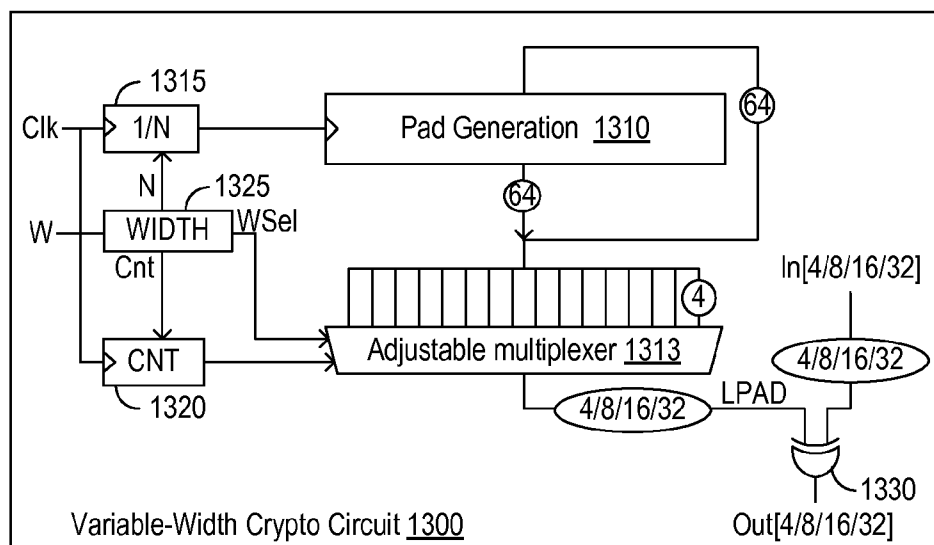 1315
Clk
1/N
Pad Generation 1310
64
N
1325
64
W
WIDTH
WSel
Cnt
In[4/8/16/32]
4
CNT
Adjustable multiplexer 1313
4/8/16/32
1320
4/8/16/32
LPAD
1330
Variable-Width Crypto Circuit 1300
Out[4/8/16/32]